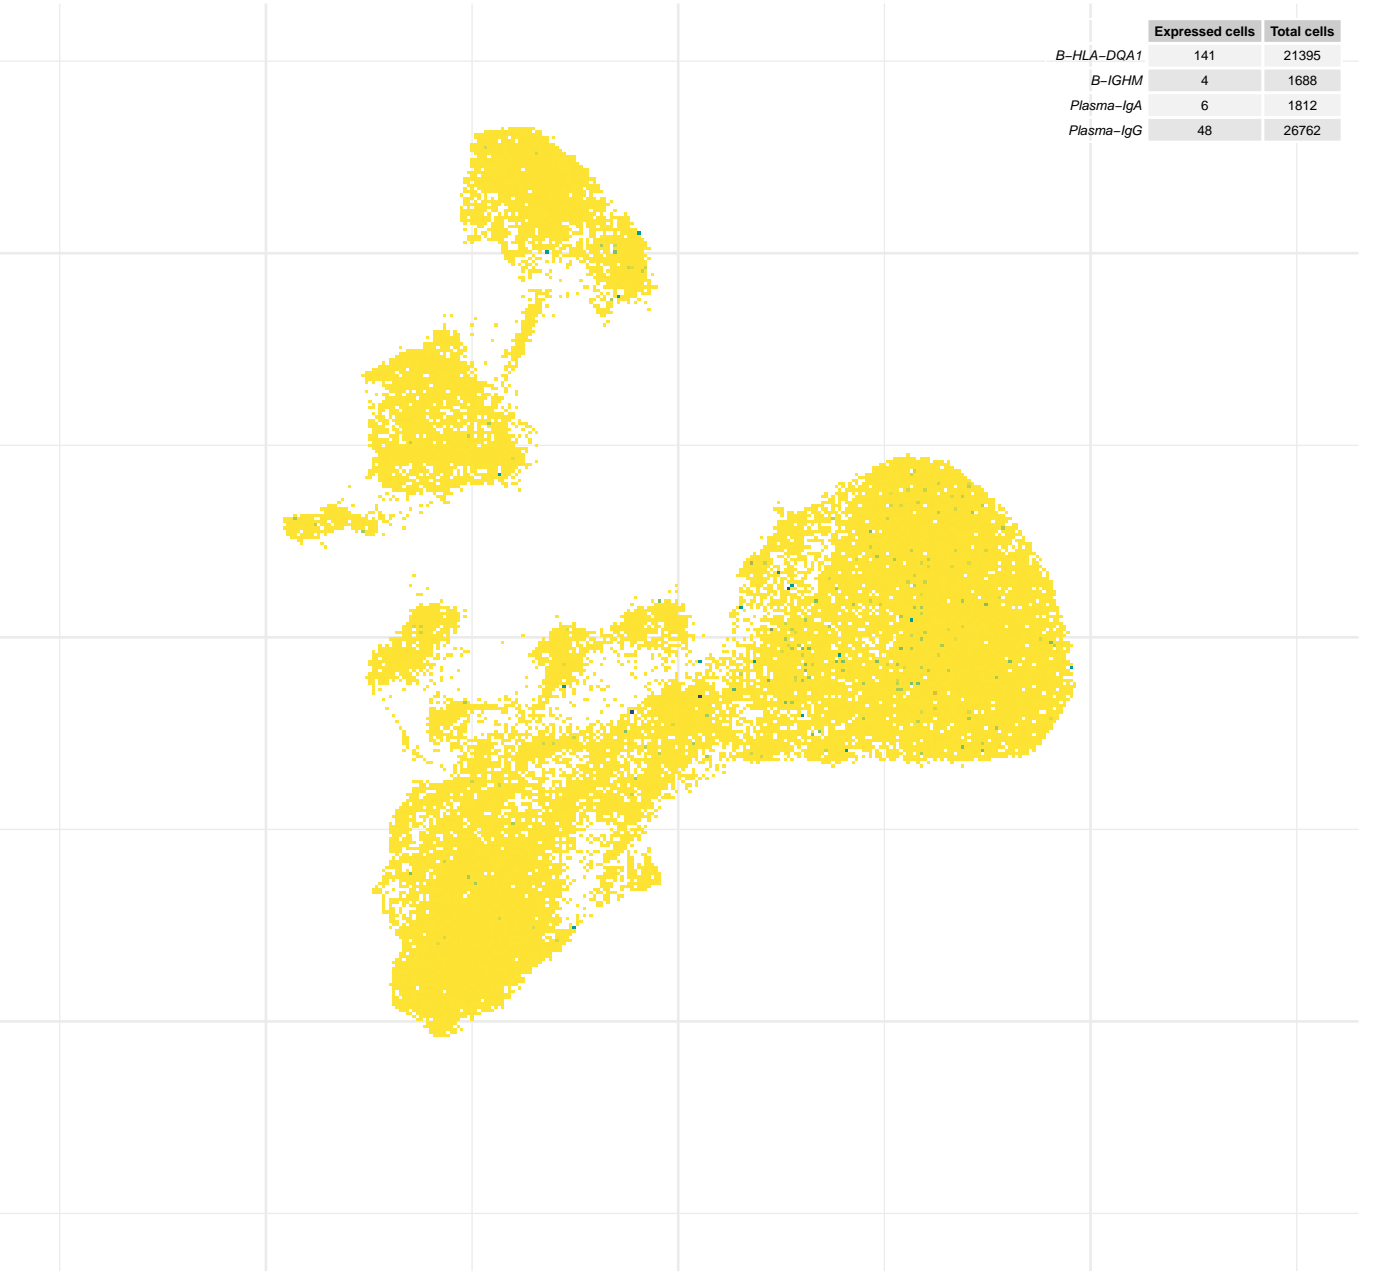 Expressed cells Total cells
B−HLA−DQA1 141 21395
B−IGHM 4 1688
Plasma−IgA 6 1812
Plasma−IgG 48 26762